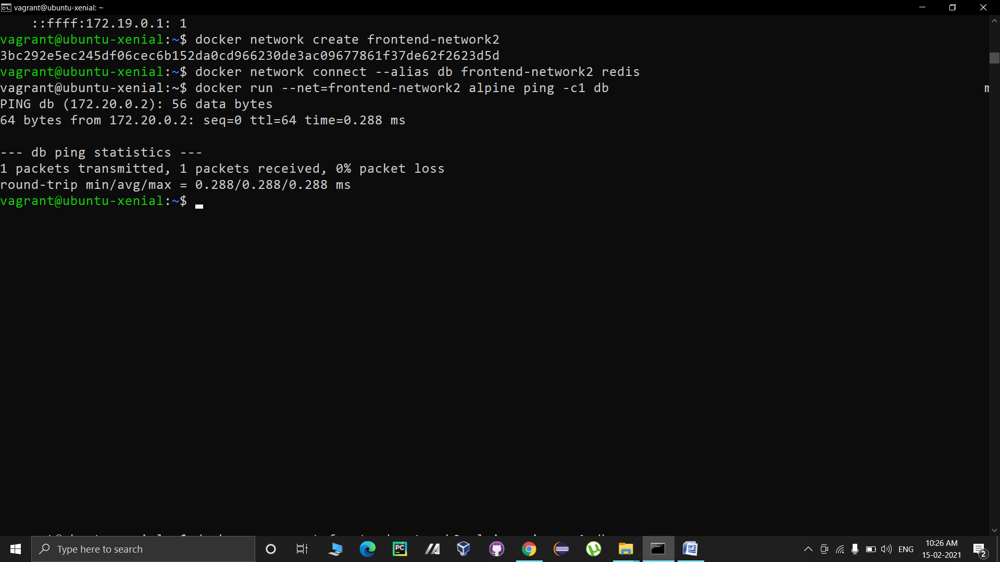 vagrant@ubuntu-xenial: ~
::ffff:172.19.0.1: 1
vagrant@ubuntu-xenial:~$ docker network create frontend-network2
3bc292e5ec245df06cec6b152da0cd966230de3ac09677861f37de62f2623d5d
vagrant@ubuntu-xenial:~$ docker network connect --alias db frontend-network2 redis
vagrant@ubuntu-xenial:~$ docker run --net=frontend-network2 alpine ping -c1 db
PING db (172.20.0.2): 56 data bytes
64 bytes from 172.20.0.2: seq=0 ttl=64 time=0.288 ms
--- db ping statistics ---
1 packets transmitted, 1 packets received, 0% packet loss
round-trip min/avg/max = 0.288/0.288/0.288 ms
vagrant@ubuntu-xenial:~$
Type here to search
PC
ENG
10:26 AM
15-02-2021
2